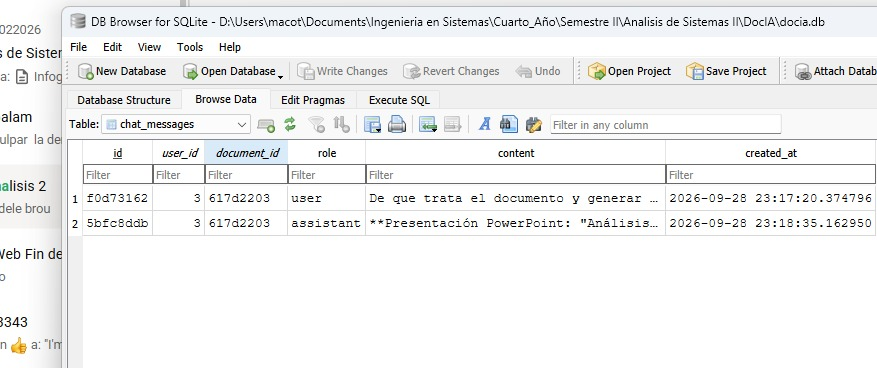 022026
DB Browser for SQLite - D:\Users\macot\Documents\Ingenieria en Sistemas\Cuarto_Año\Semestre II\Analisis de Sistemas II\DocIA\docia.db
s de Sister
File Edit View Tools Help
a: Infog
New Database Open Database Write Changes Revert Changes Undo Open Project Save Project Attach Datab
Database Structure Browse Data Edit Pragmas Execute SQL
alam
Table: chat_messages Filter in any column
ulpar la de
id user_id document_id role content created_at
Filter Filter Filter Filter Filter Filter
alisis 2
1 f0d73162 3 617d2203 user De que trata el documento y generar … 2026-09-28 23:17:20.374796
dele brou
2 5bfc8ddb 3 617d2203 assistant **Presentación PowerPoint: "Análisis… 2026-09-28 23:18:35.162950
Web Fin de
o
3343
n 👍 a: "I'm